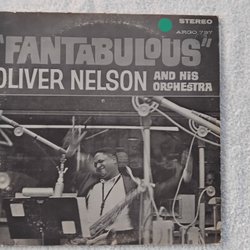 STEREO
ARGO 737
"FANTABULOUS"
OLIVER NELSON
AND HIS
ORCHESTRA